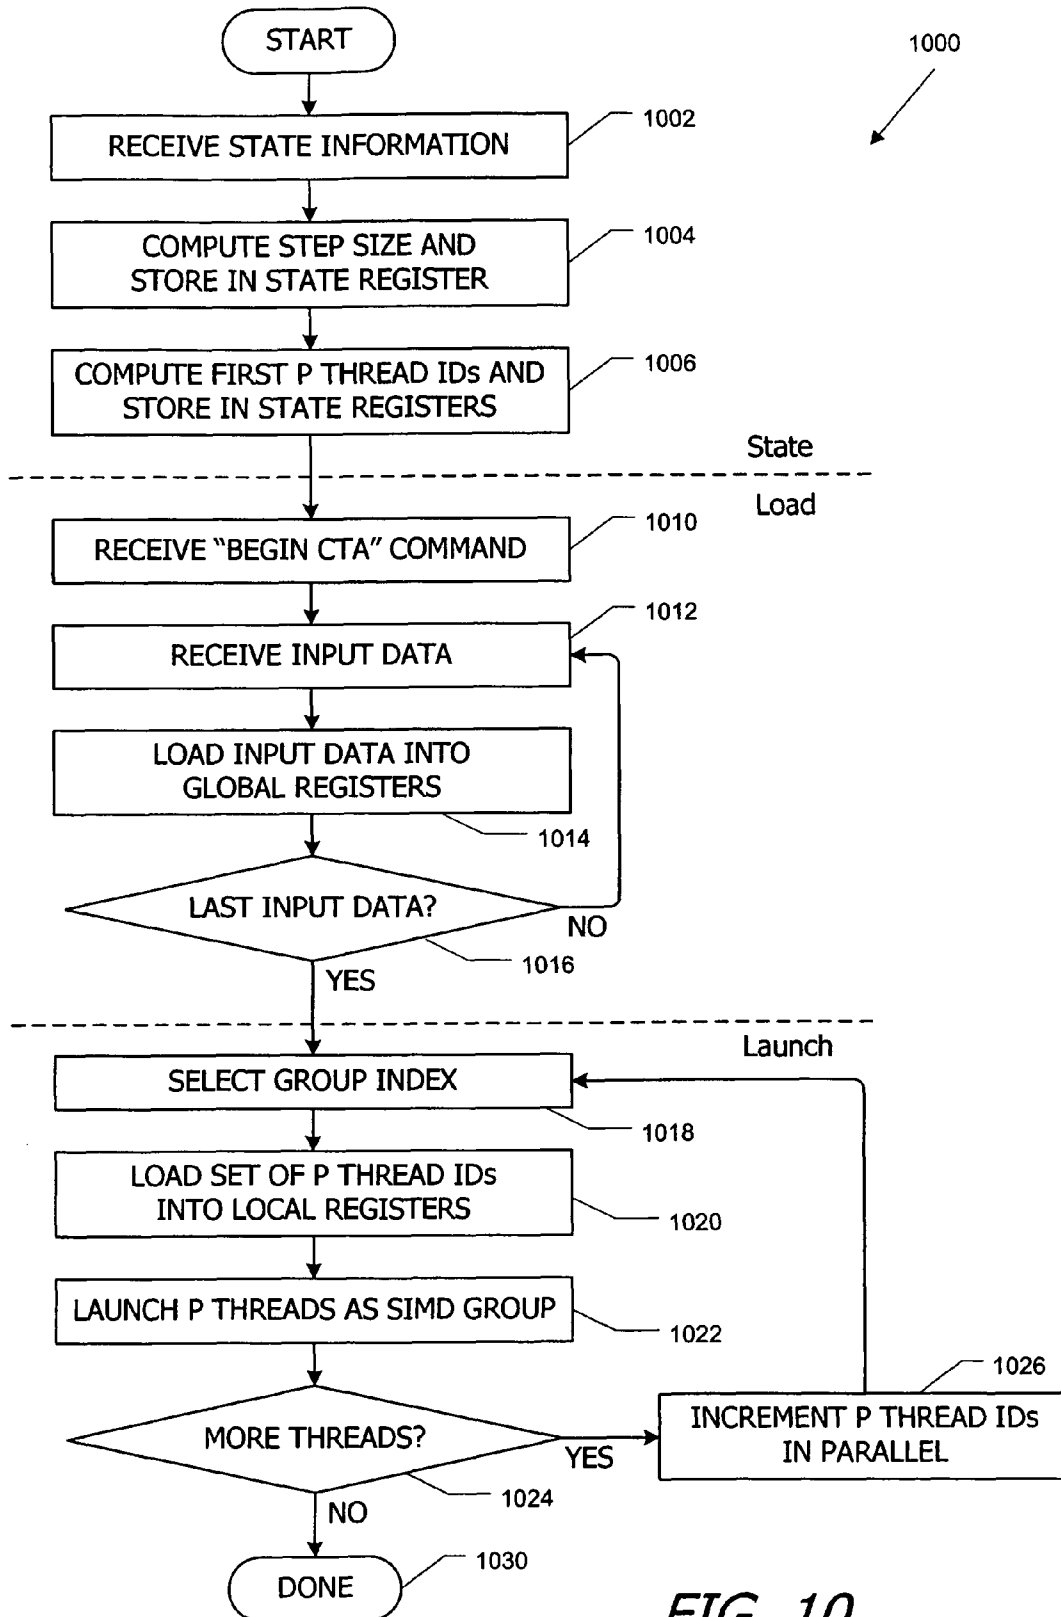 START
1000
RECEIVE STATE INFORMATION
1002
COMPUTE STEP SIZE AND
STORE IN STATE REGISTER
1004
COMPUTE FIRST P THREAD IDs AND
STORE IN STATE REGISTERS
1006
State
Load
RECEIVE "BEGIN CTA" COMMAND
1010
RECEIVE INPUT DATA
1012
LOAD INPUT DATA INTO
GLOBAL REGISTERS
1014
LAST INPUT DATA?
NO
1016
YES
Launch
SELECT GROUP INDEX
1018
LOAD SET OF P THREAD IDs
INTO LOCAL REGISTERS
1020
LAUNCH P THREADS AS SIMD GROUP
1022
MORE THREADS?
YES
1024
1026
INCREMENT P THREAD IDs
IN PARALLEL
NO
DONE
1030
FIG. 10